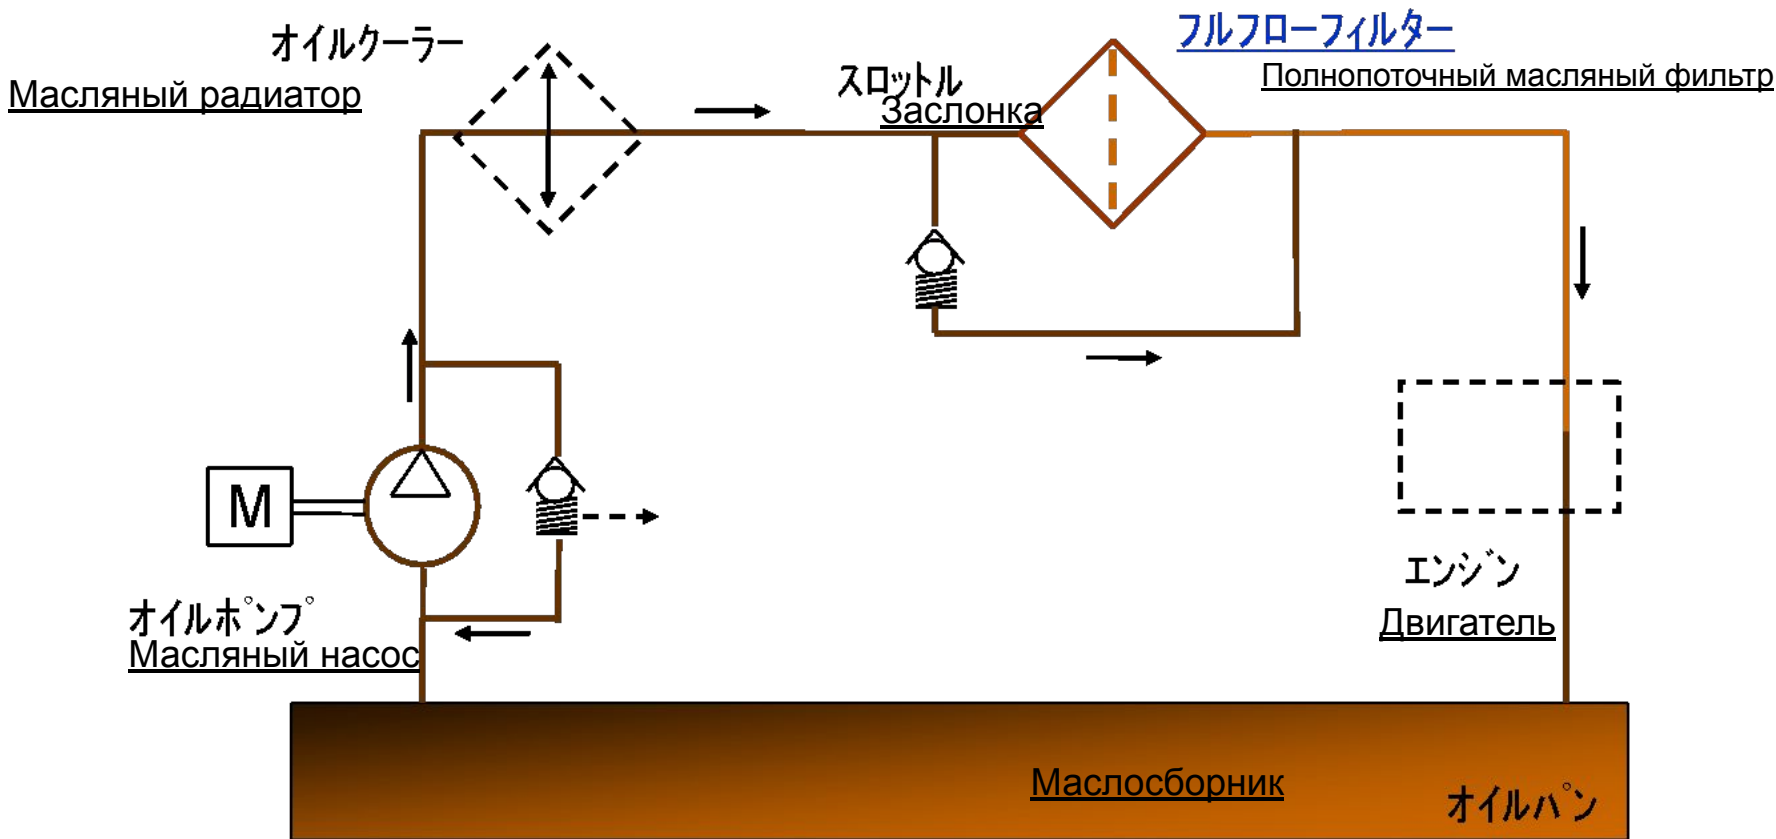 オイルクーラー
Масляный радиатор
スロットル
Заслонка
フルフローフィルター
Полнопоточный масляный фильтр
M
オイルポンプ
Масляный насос
エンジン
Двигатель
Маслосборник
オイルパン